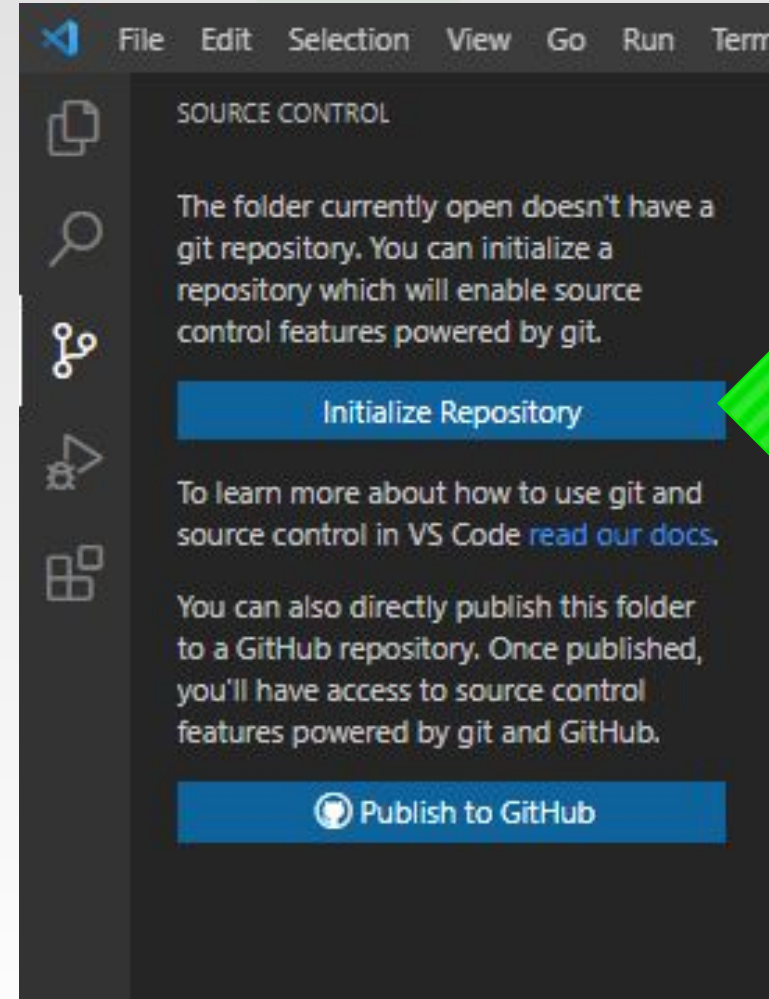 File Edit Selection View Go Run Term
SOURCE CONTROL
The folder currently open doesn't have a
git repository. You can initialize a
repository which will enable source
control features powered by git.
Initialize Repository
To learn more about how to use git and
source control in VS Code read our docs.
You can also directly publish this folder
to a GitHub repository. Once published,
you'll have access to source control
features powered by git and GitHub.
Publish to GitHub